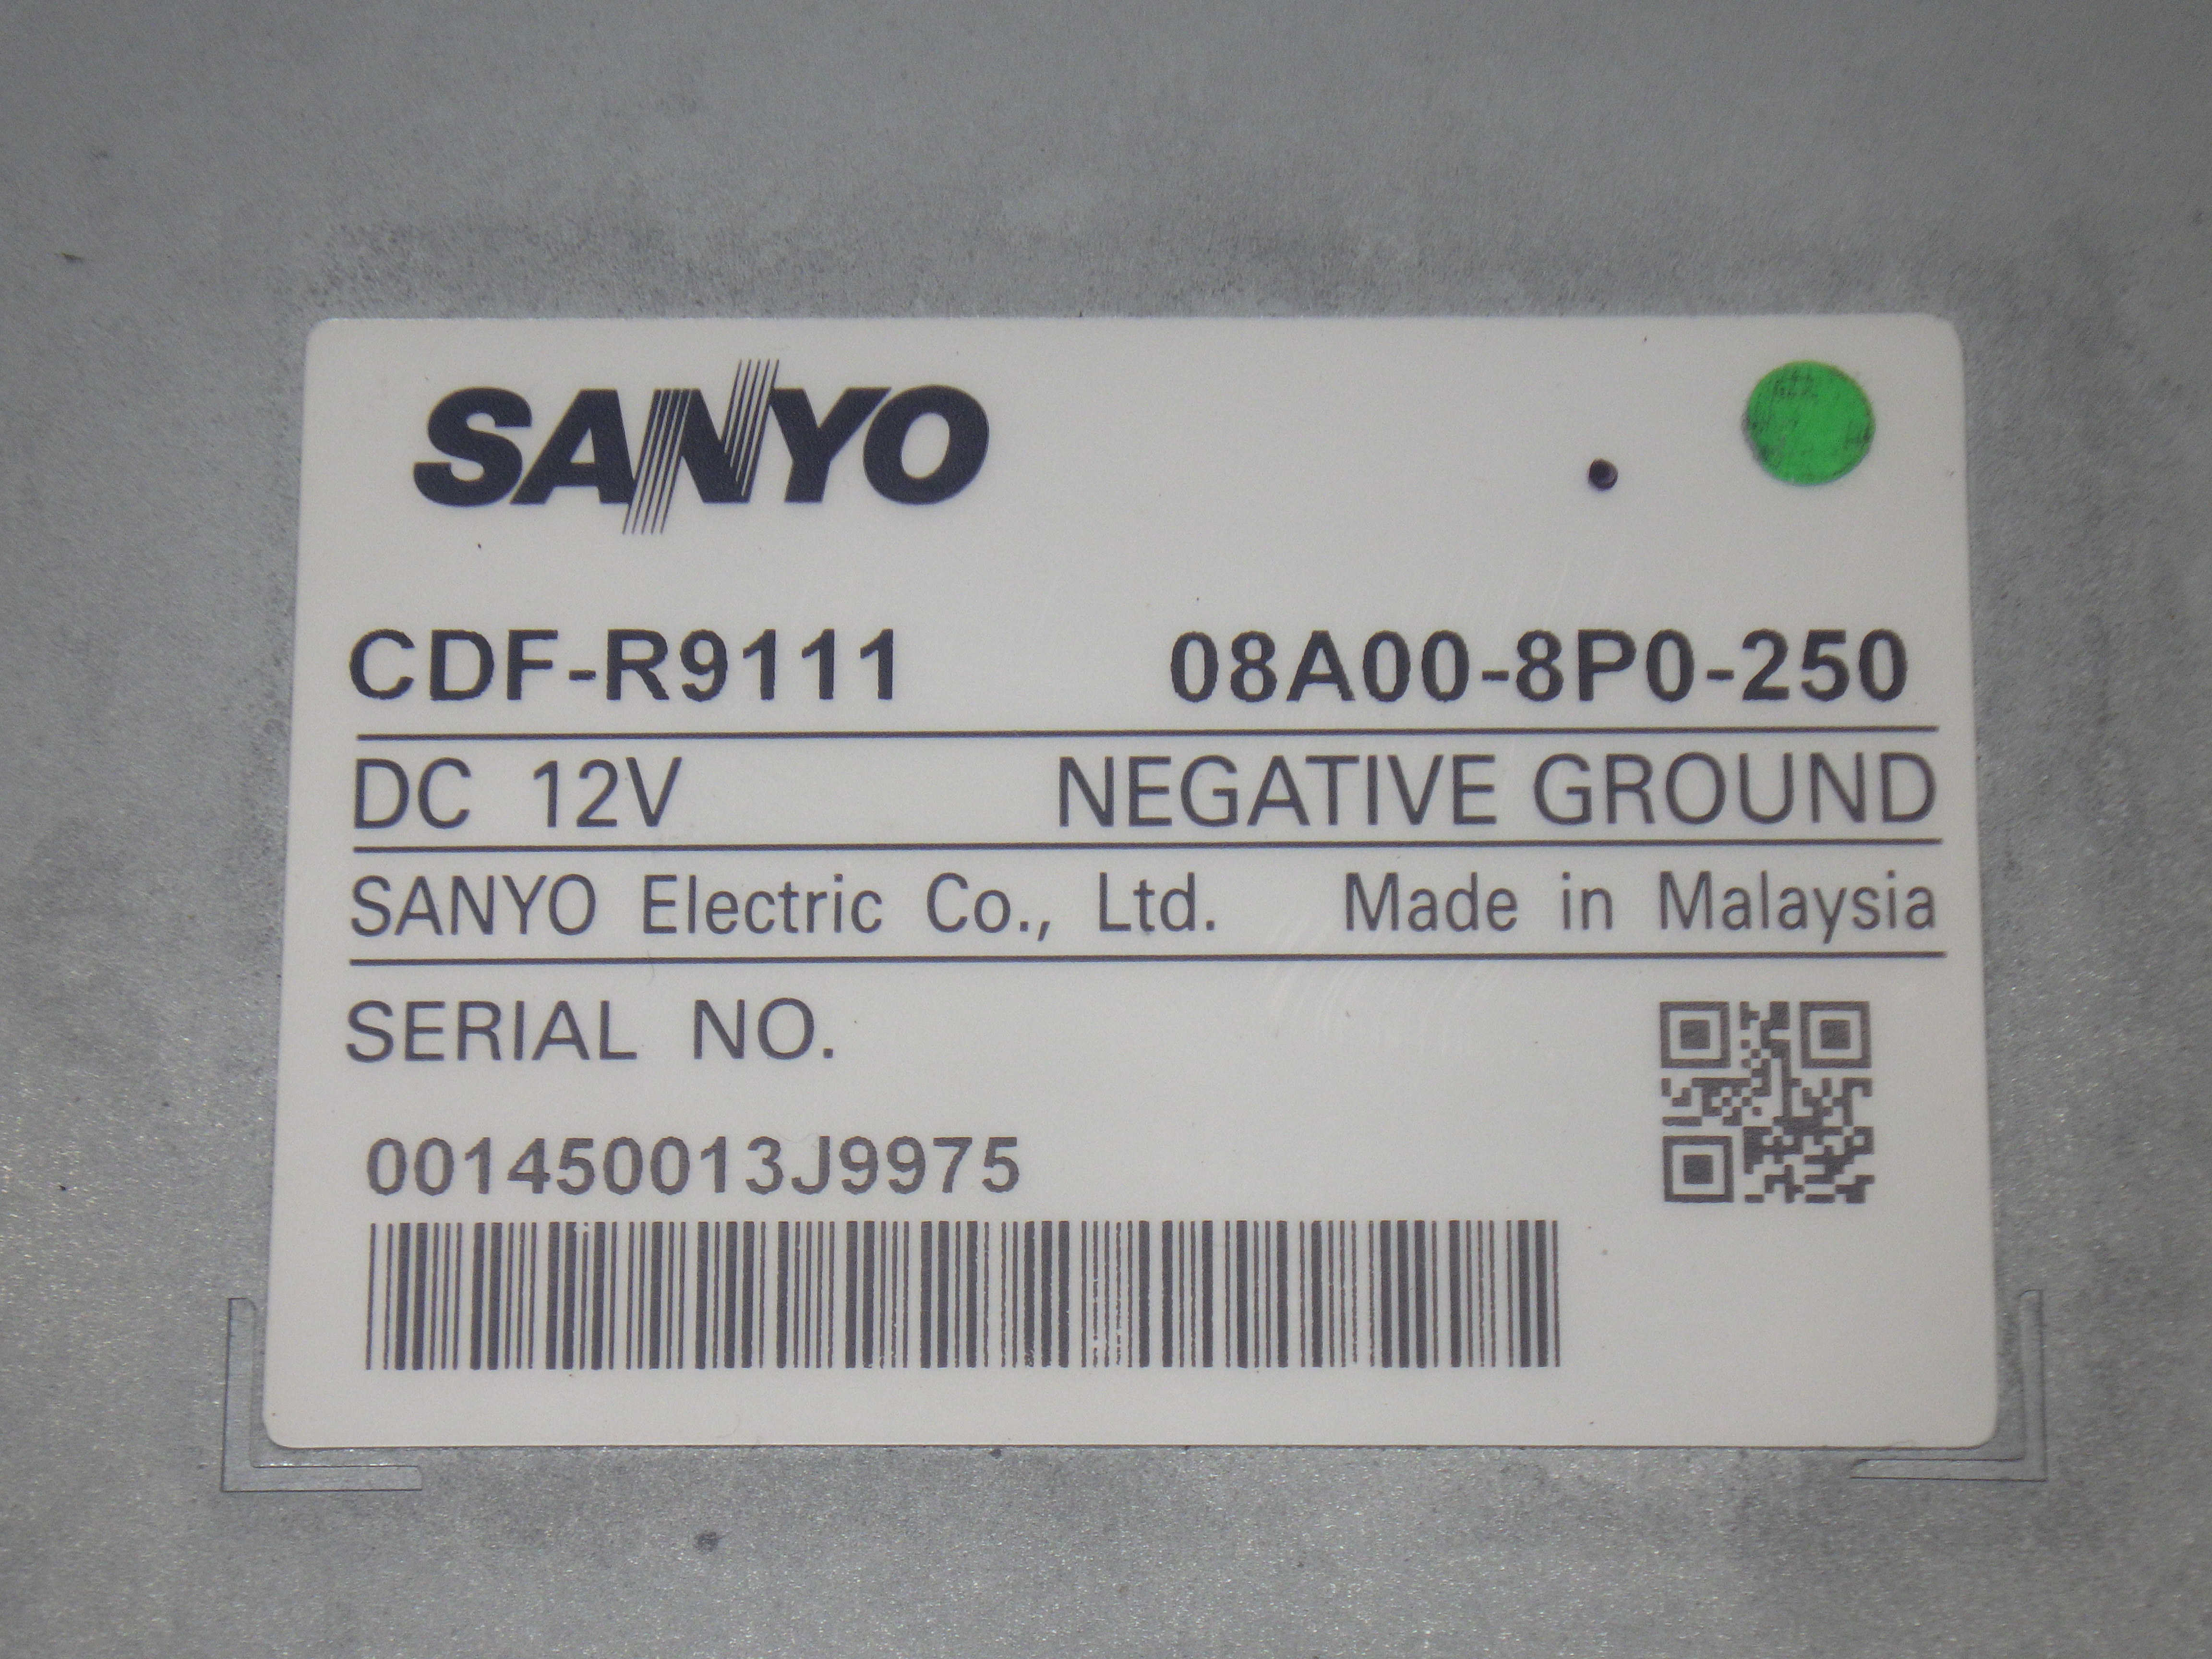 SANYO
CDF-R9111 08A00-8P0-250
DC 12V NEGATIVE GROUND
SANYO Electric Co., Ltd. Made in Malaysia
SERIAL NO.
001450013J9975